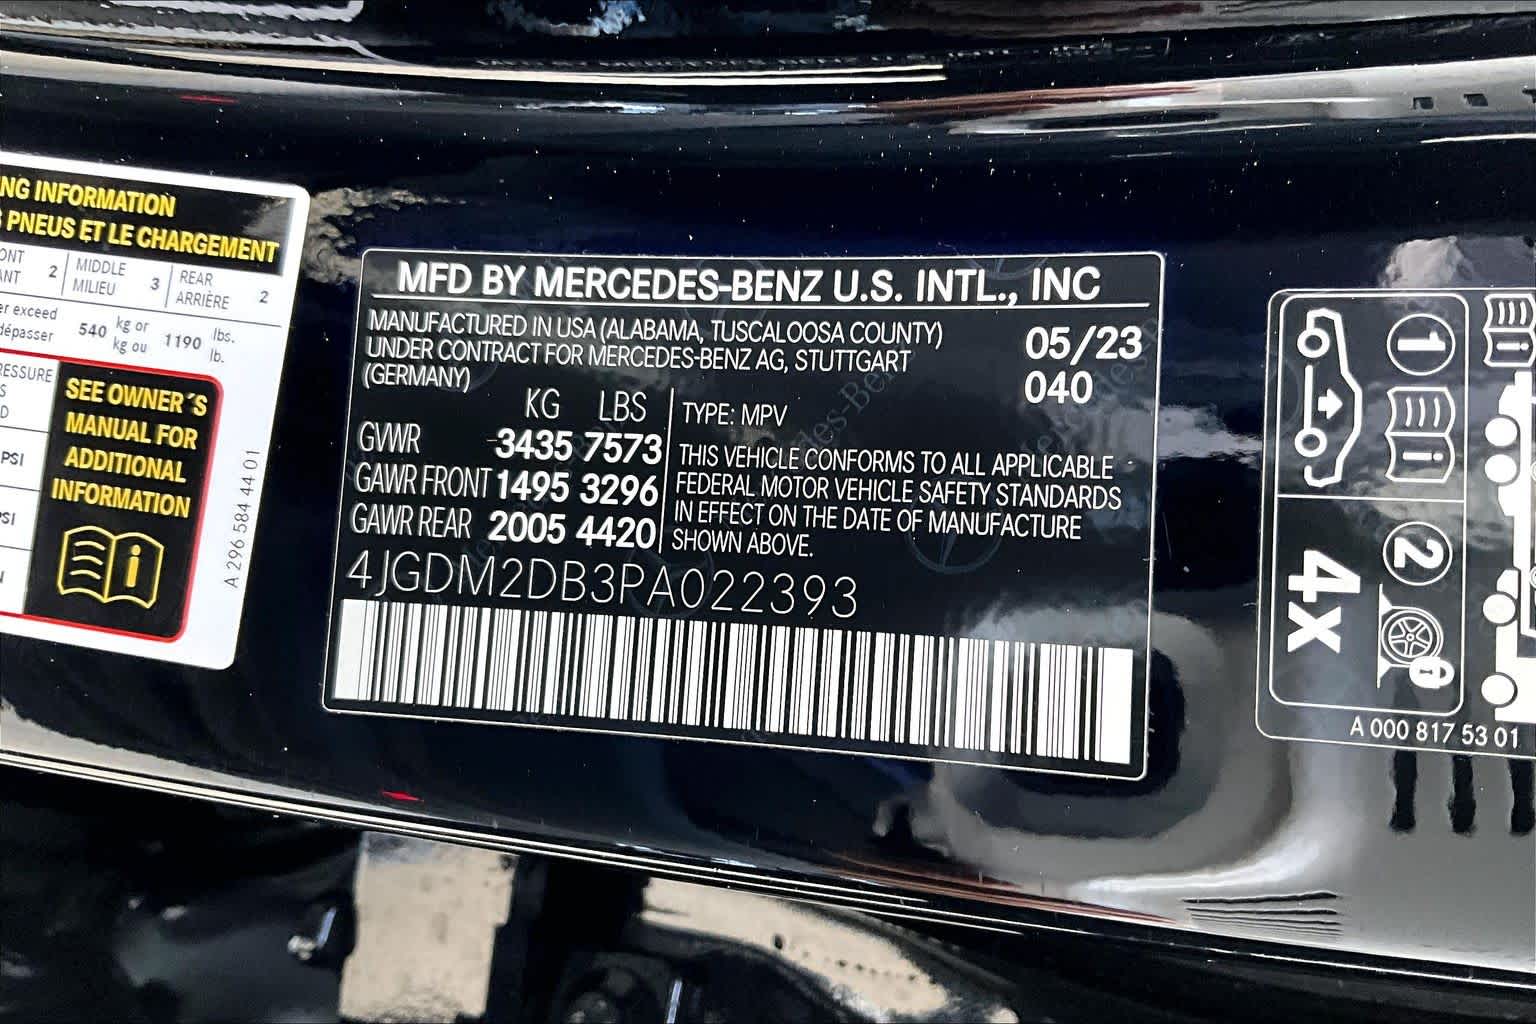 NG INFORMATION
PNEUS ET LE CHARGEMENT
2 MIDDLE MILIEU 3 REAR ARRIÈRE 2
er exceed
dépasser 540 kg or kg ou 1190 lbs. lb.
SEE OWNER´S
MANUAL FOR
ADDITIONAL
INFORMATION
PSI
A 296 584 44 01
MFD BY MERCEDES-BENZ U.S. INTL., INC
MANUFACTURED IN USA (ALABAMA, TUSCALOOSA COUNTY)
UNDER CONTRACT FOR MERCEDES-BENZ AG, STUTTGART
(GERMANY)
05/23
040
KG LBS
GVWR 3435 7573
GAWR FRONT 1495 3296
GAWR REAR 2005 4420
TYPE: MPV
THIS VEHICLE CONFORMS TO ALL APPLICABLE
FEDERAL MOTOR VEHICLE SAFETY STANDARDS
IN EFFECT ON THE DATE OF MANUFACTURE
SHOWN ABOVE.
4JGDM2DB3PA022393
1
2
4x
A 000 817 53 01